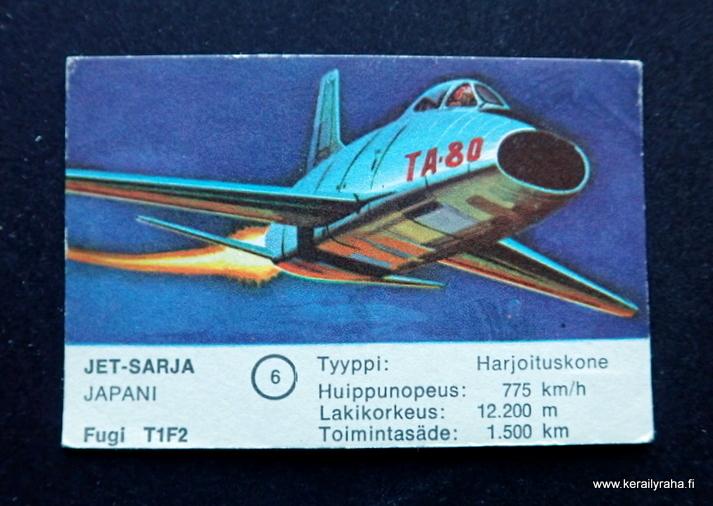 TA-80
JET-SARJA
JAPANI
Fugi T1F2
6
Tyyppi: Harjoituskone
Huippunopeus: 775 km/h
Lakikorkeus: 12.200 m
Toimintasäde: 1.500 km
www.kerailyraha.fi